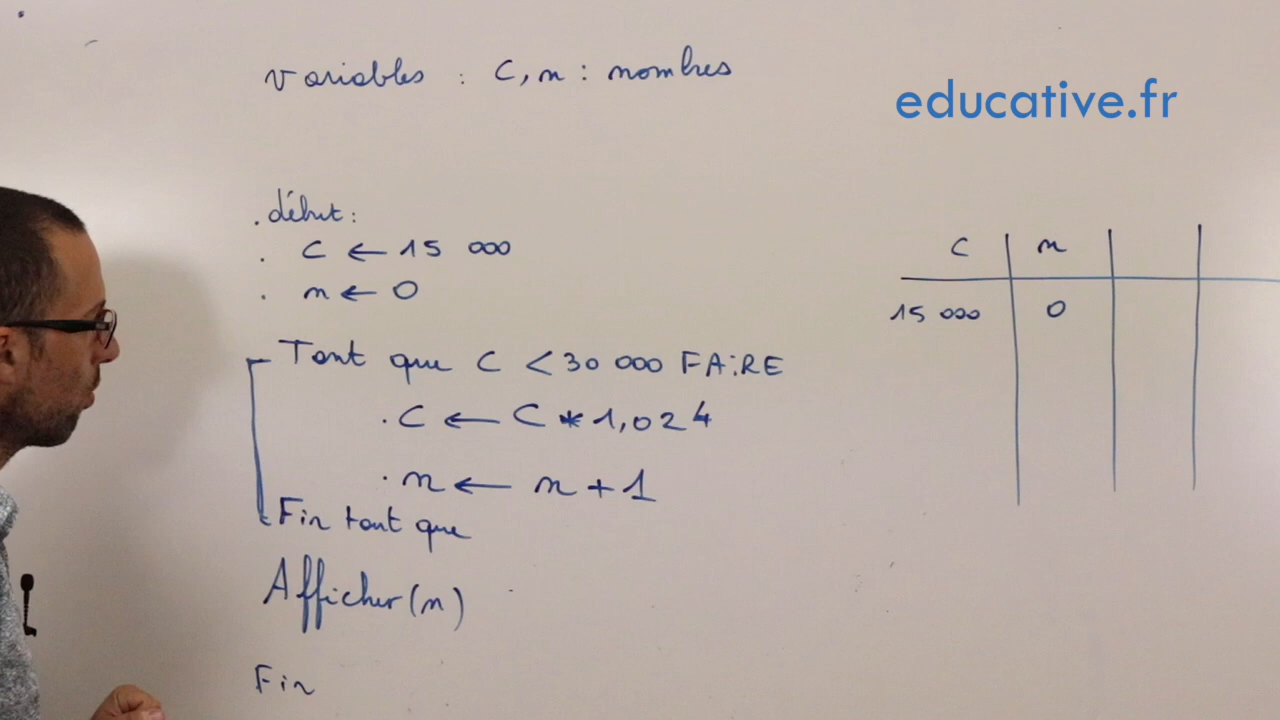 variables : C, n : nombres
educative.fr
. début :
. C ← 15 000
. n ← 0
Tant que C < 30 000 FAIRE
. C ← C * 1,024
. n ← n + 1
Fin tant que
Afficher (n)
Fin
C n
15 000 0